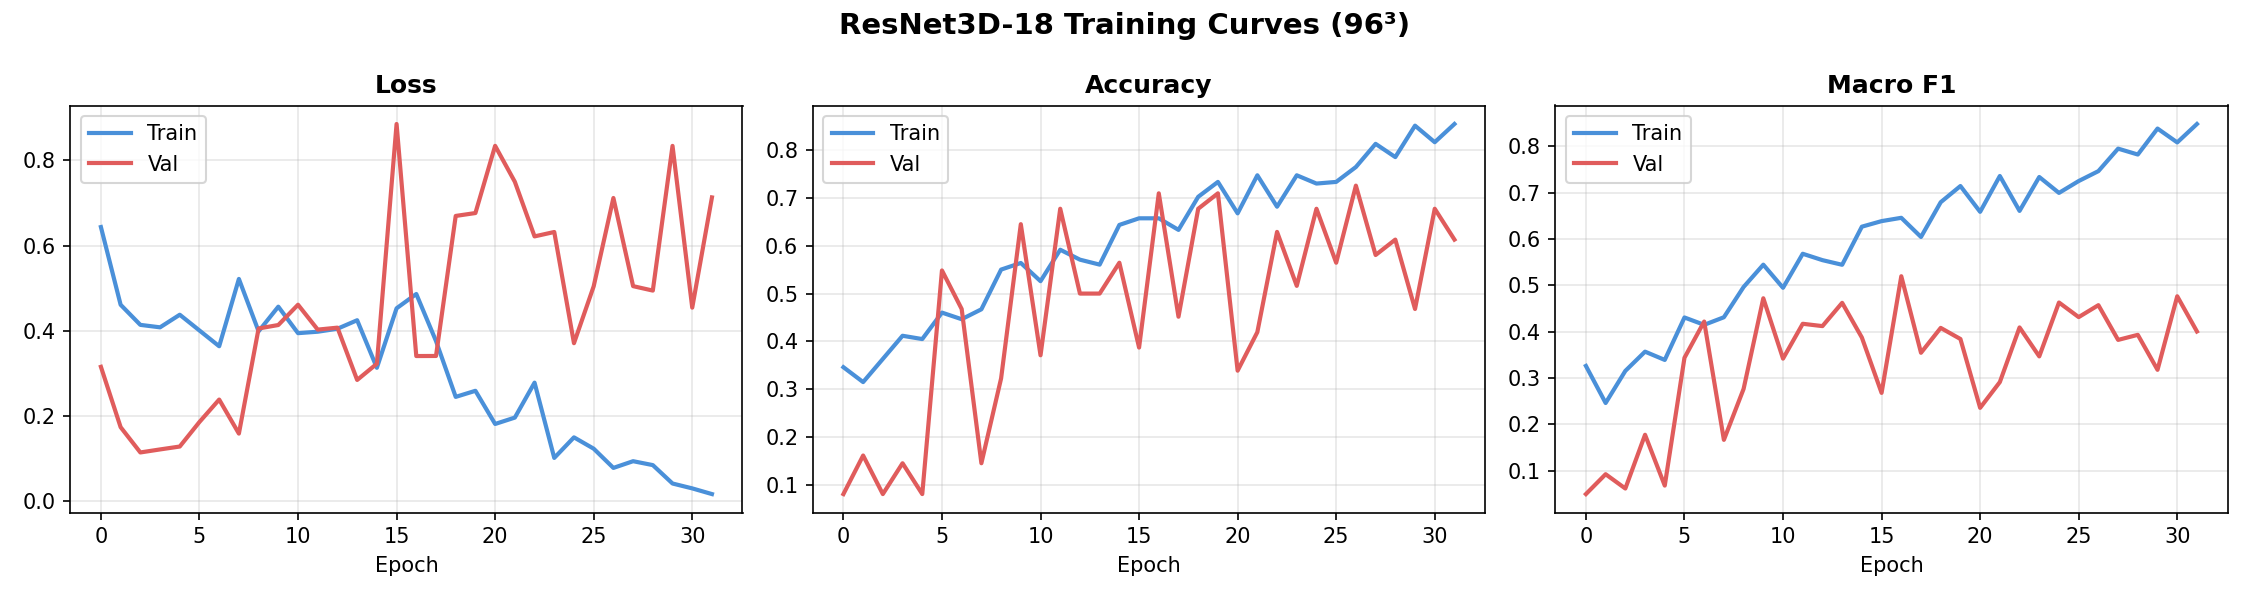 ResNet3D-18 Training Curves (96³)
Loss
Train
Val
0.8
0.6
0.4
0.2
0.0
0 5 10 15 20 25 30
Epoch
Accuracy
Train
Val
0.8
0.7
0.6
0.5
0.4
0.3
0.2
0.1
0 5 10 15 20 25 30
Epoch
Macro F1
Train
Val
0.8
0.7
0.6
0.5
0.4
0.3
0.2
0.1
0 5 10 15 20 25 30
Epoch